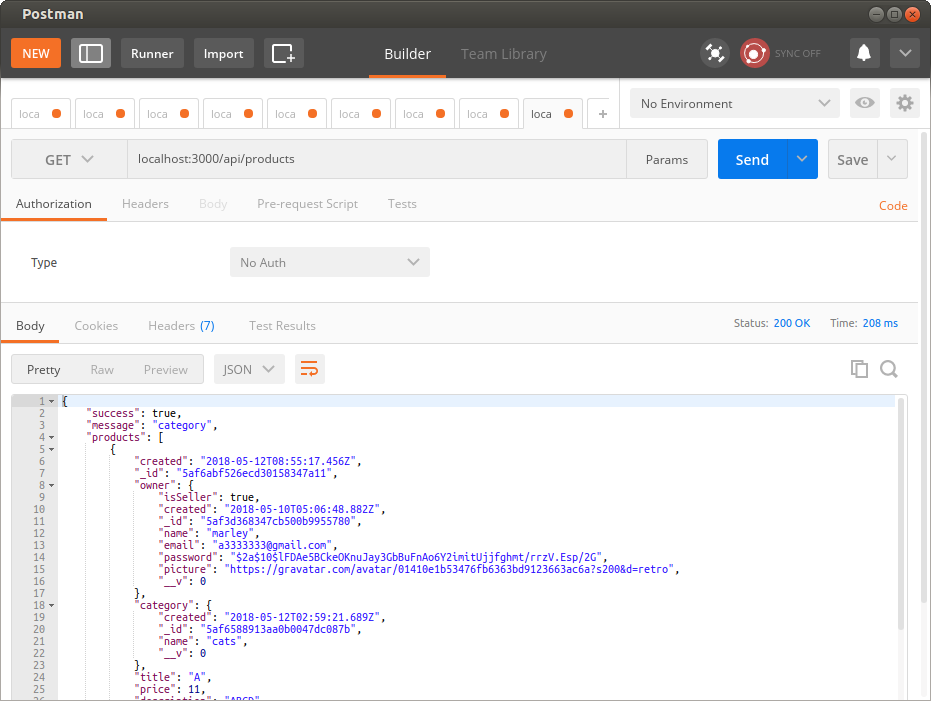 Postman
NEW Runner Import Builder Team Library SYNC OFF
loca loca loca loca loca loca loca loca loca + No Environment
GET localhost:3000/api/products Params Send Save
Authorization Headers Body Pre-request Script Tests Code
Type No Auth
Body Cookies Headers (7) Test Results Status: 200 OK Time: 208 ms
Pretty Raw Preview JSON
1 {
2 "success": true,
3 "message": "category",
4 "products": [
5 {
6 "created": "2018-05-12T08:55:17.456Z",
7 "_id": "5af6abf526ecd30158347a11",
8 "owner": {
9 "isSeller": true,
10 "created": "2018-05-10T05:06:48.882Z",
11 "_id": "5af3d368347cb500b9955780",
12 "name": "marley",
13 "email": "a3333333@gmail.com",
14 "password": "$2a$10$lFDAe5BCkeOKnuJay3GbBuFnAo6Y2imitUjjfghmt/rrzV.Esp/2G",
15 "picture": "https://gravatar.com/avatar/01410e1b53476fb6363bd9123663ac6a?s200&d=retro",
16 "__v": 0
17 },
18 "category": {
19 "created": "2018-05-12T02:59:21.689Z",
20 "_id": "5af6588913aa0b0047dc087b",
21 "name": "cats",
22 "__v": 0
23 },
24 "title": "A",
25 "price": 11,
26 "description": "ABCD",